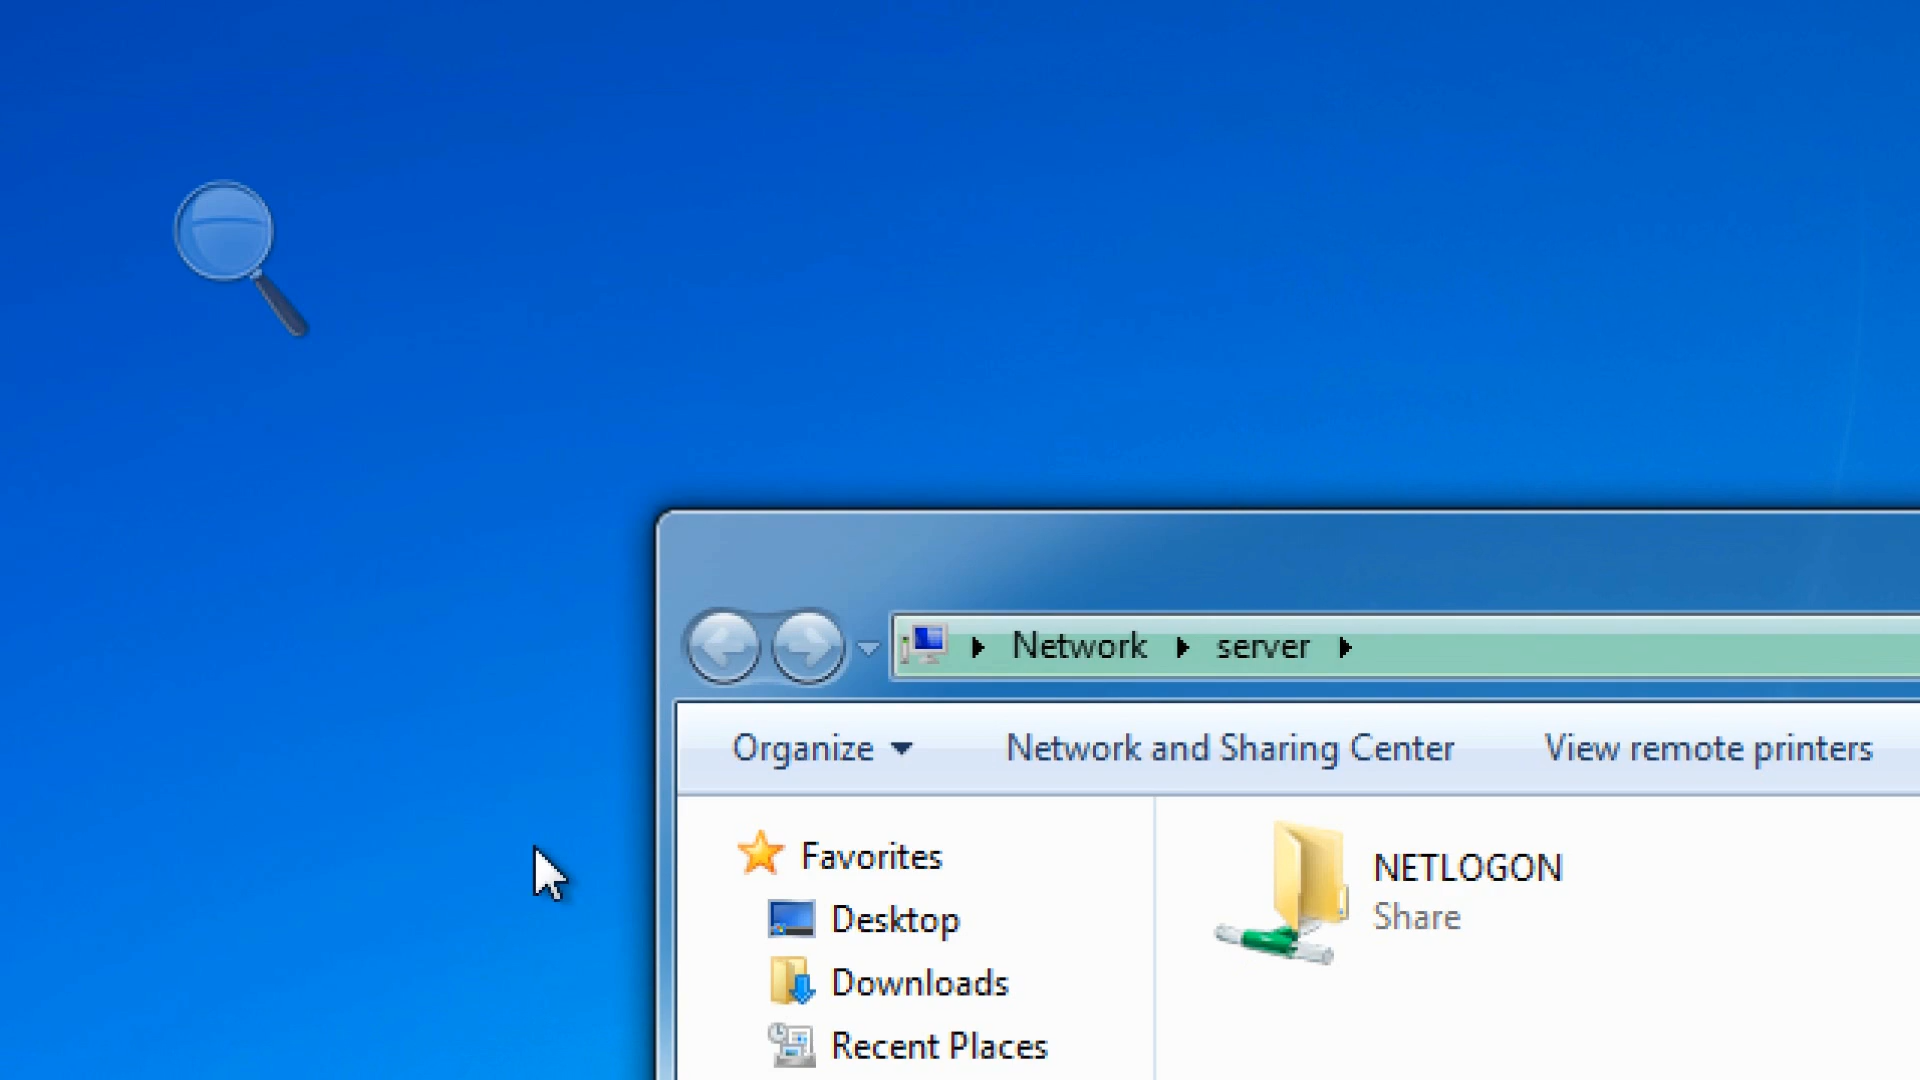 Network server
Organize Network and Sharing Center View remote printers
Favorites
Desktop
Downloads
Recent Places
NETLOGON
Share